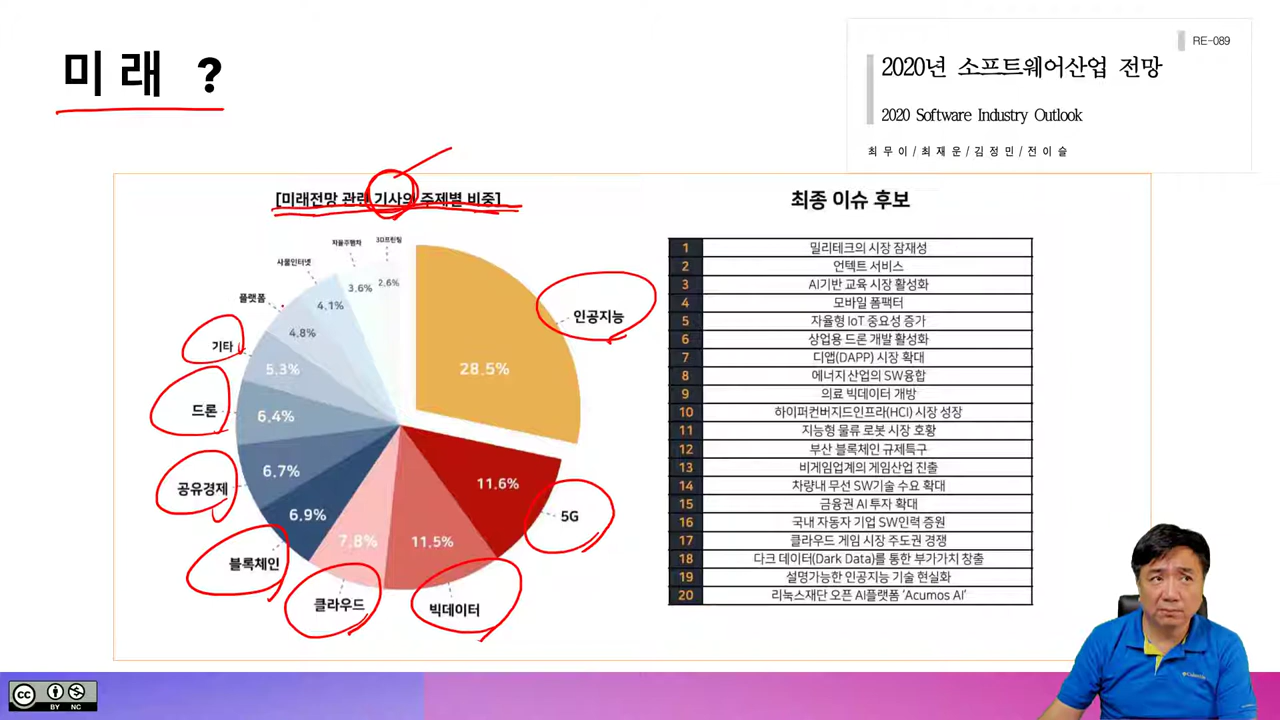 미래 ?
RE-089
2020년 소프트웨어산업 전망
2020 Software Industry Outlook
최무이/최재운/김정민/전이슬
[미래전망 관련 기사의 주제별 비중]
3D프린팅
2.6%
자율주행차
3.6%
사물인터넷
4.1%
플랫폼
4.8%
기타
5.3%
드론
6.4%
공유경제
6.7%
블록체인
6.9%
클라우드
7.8%
빅데이터
11.5%
5G
11.6%
인공지능
28.5%
최종 이슈 후보
1 밀리테크의 시장 잠재성
2 언텍트 서비스
3 AI기반 교육 시장 활성화
4 모바일 폼팩터
5 자율형 IoT 중요성 증가
6 상업용 드론 개발 활성화
7 디앱(DAPP) 시장 확대
8 에너지 산업의 SW융합
9 의료 빅데이터 개방
10 하이퍼컨버지드인프라(HCI) 시장 성장
11 지능형 물류 로봇 시장 호황
12 부산 블록체인 규제특구
13 비게임업계의 게임산업 진출
14 차량내 무선 SW기술 수요 확대
15 금융권 AI 투자 확대
16 국내 자동자 기업 SW인력 증원
17 클라우드 게임 시장 주도권 경쟁
18 다크 데이터(Dark Data)를 통한 부가가치 창출
19 설명가능한 인공지능 기술 현실화
20 리눅스재단 오픈 AI플랫폼 ‘Acumos AI’
cc
BY NC
Columbia